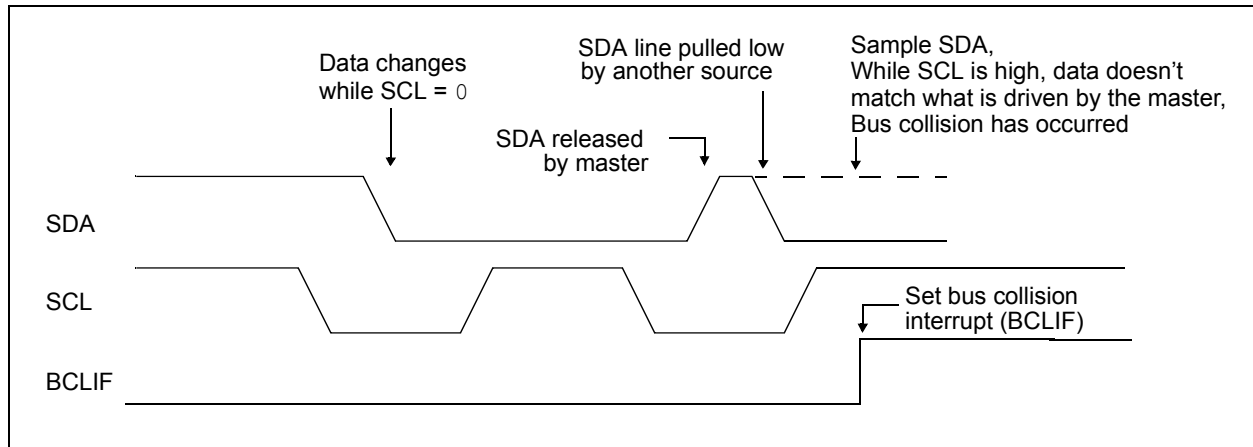 Data changes
while SCL = 0
SDA line pulled low
by another source
SDA released
by master
Sample SDA,
While SCL is high, data doesn't
match what is driven by the master,
Bus collision has occurred
SDA
SCL
Set bus collision
interrupt (BCLIF)
BCLIF